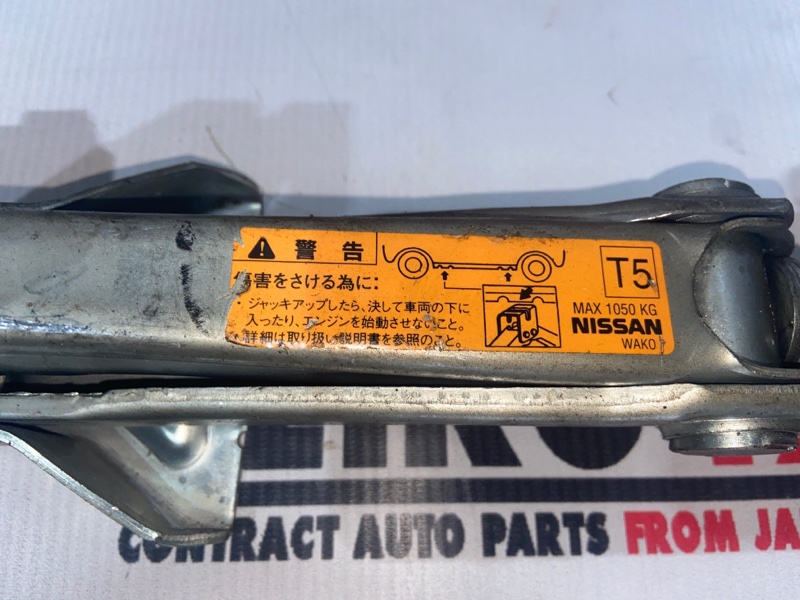 警告
傷害をさける為に:
・ジャッキアップしたら、決して車両の下に
入ったり、エンジンを始動させないこと。
・詳細は取り扱い説明書を参照のこと。
T5
MAX 1050 KG
NISSAN
WAKO
CONTRACT AUTO PARTS FROM JA